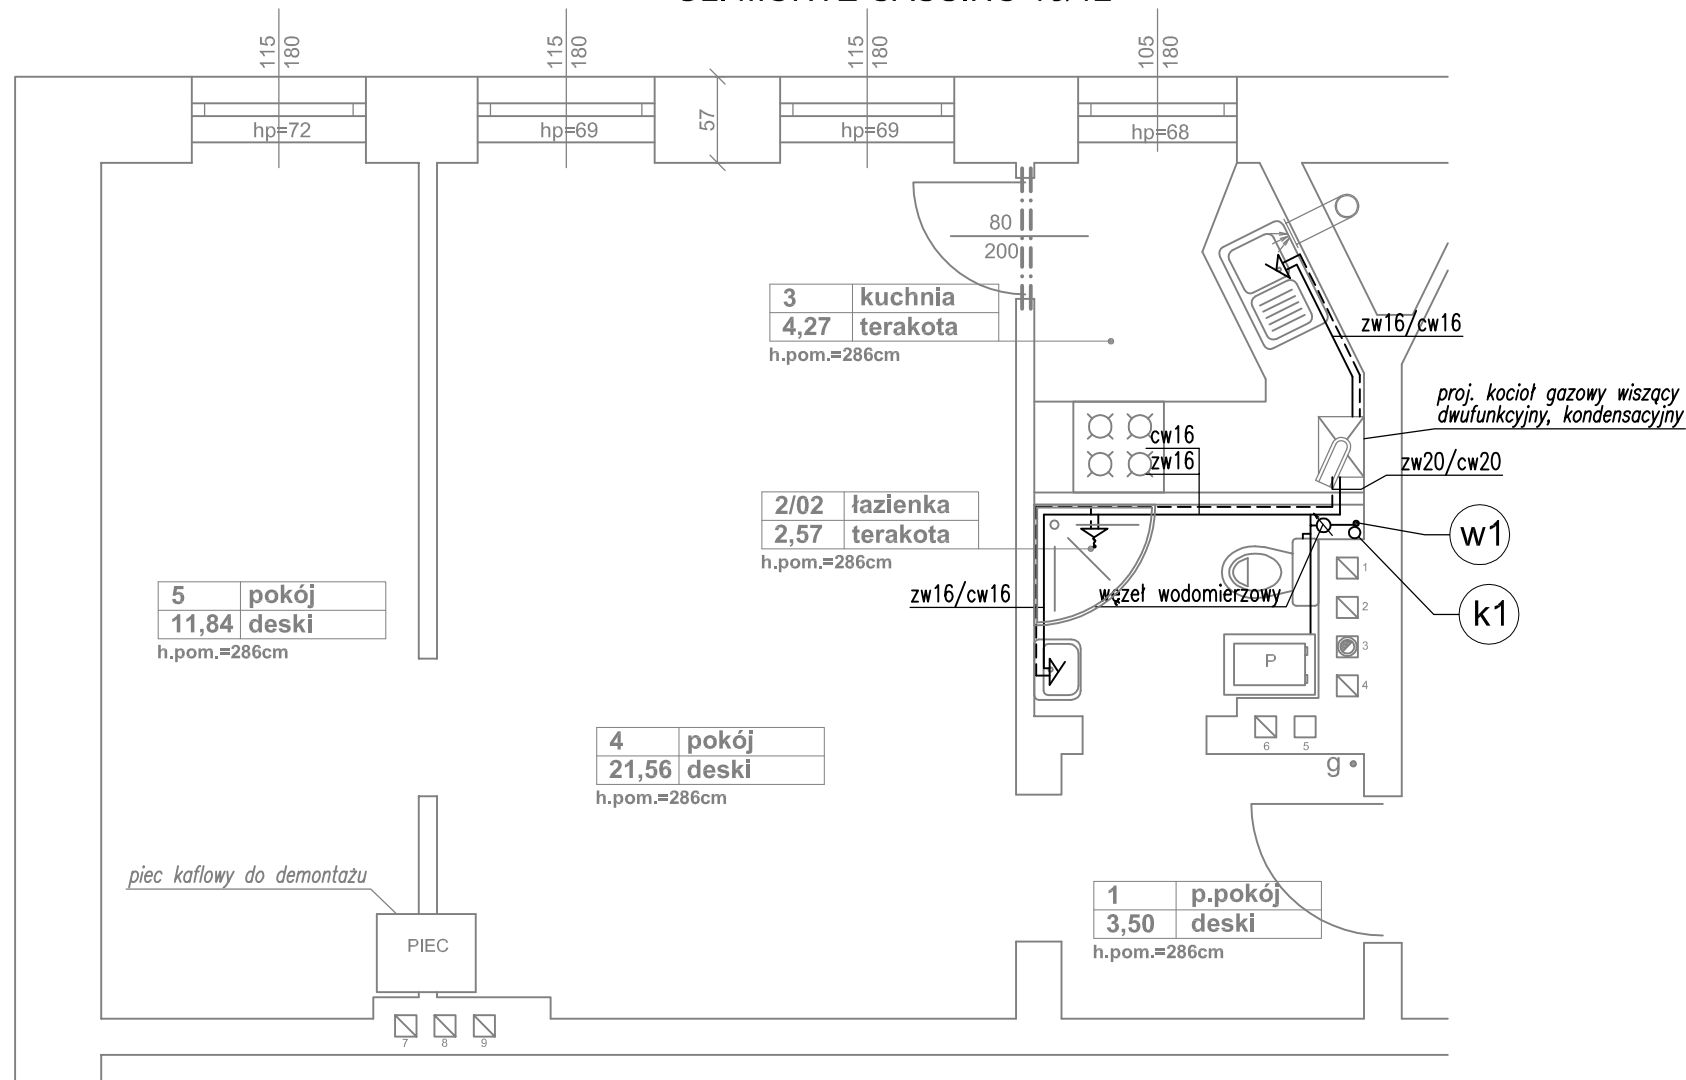 115
180
115
180
115
180
105
180
hp=72
hp=69
57
hp=69
hp=68
80
200
3 kuchnia
4,27 terakota
h.pom.=286cm
zw16/cw16
proj. kocioł gazowy wiszący
dwufunkcyjny, kondensacyjny
cw16
zw16
zw20/cw20
2/02 łazienka
2,57 terakota
h.pom.=286cm
w1
zw16/cw16
węzeł wodomierzowy
k1
1
2
3
4
5 pokój
11,84 deski
h.pom.=286cm
P
6
5
g
4 pokój
21,56 deski
h.pom.=286cm
piec kaflowy do demontażu
PIEC
1 p.pokój
3,50 deski
h.pom.=286cm
7
8
9